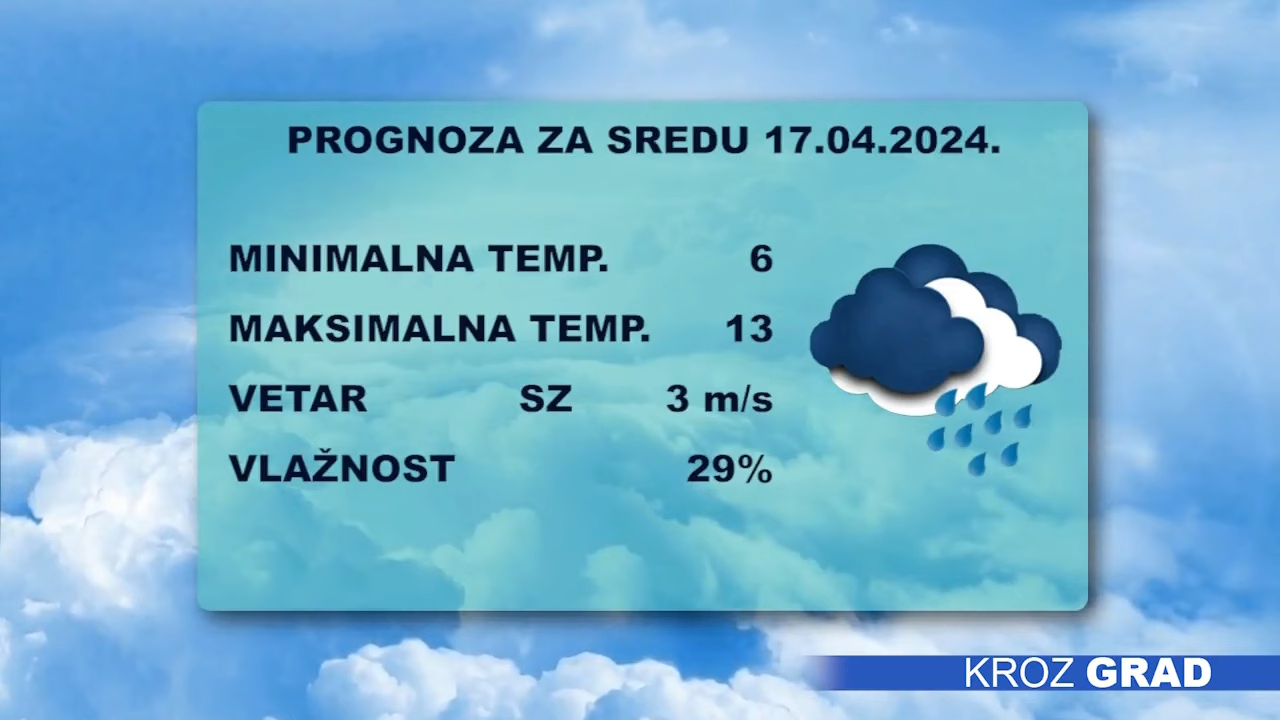 PROGNOZA ZA SREDU 17.04.2024.
MINIMALNA TEMP. 6
MAKSIMALNA TEMP. 13
VETAR SZ 3 m/s
VLAŽNOST 29%
KROZ GRAD